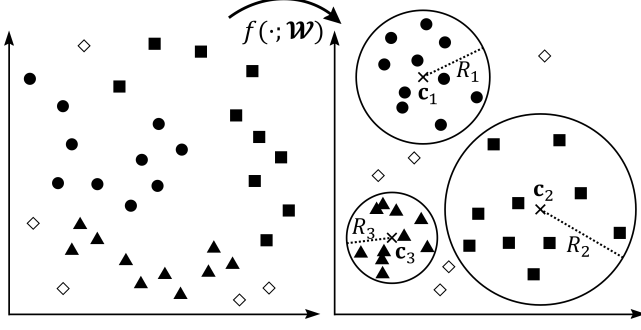 f(·; 𝓦)
R₁
c₁
c₂
R₂
R₃
c₃